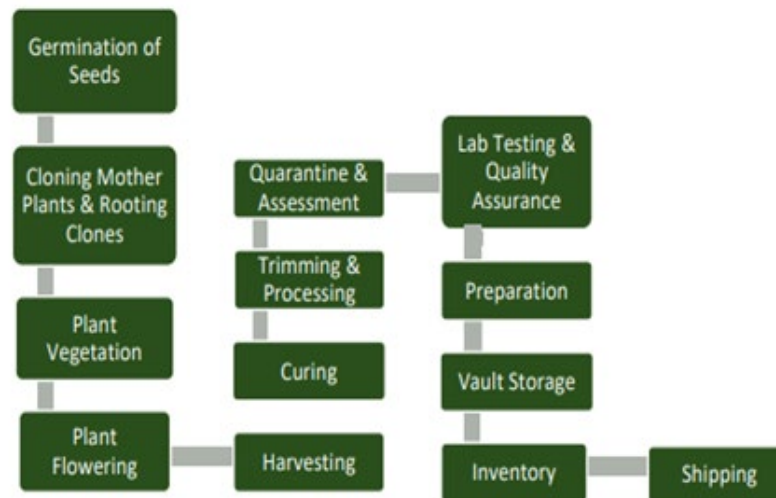 Germination of
Seeds
Cloning Mother
Plants & Rooting
Clones
Plant
Vegetation
Plant
Flowering
Harvesting
Curing
Trimming &
Processing
Quarantine &
Assessment
Lab Testing &
Quality
Assurance
Preparation
Vault Storage
Inventory
Shipping